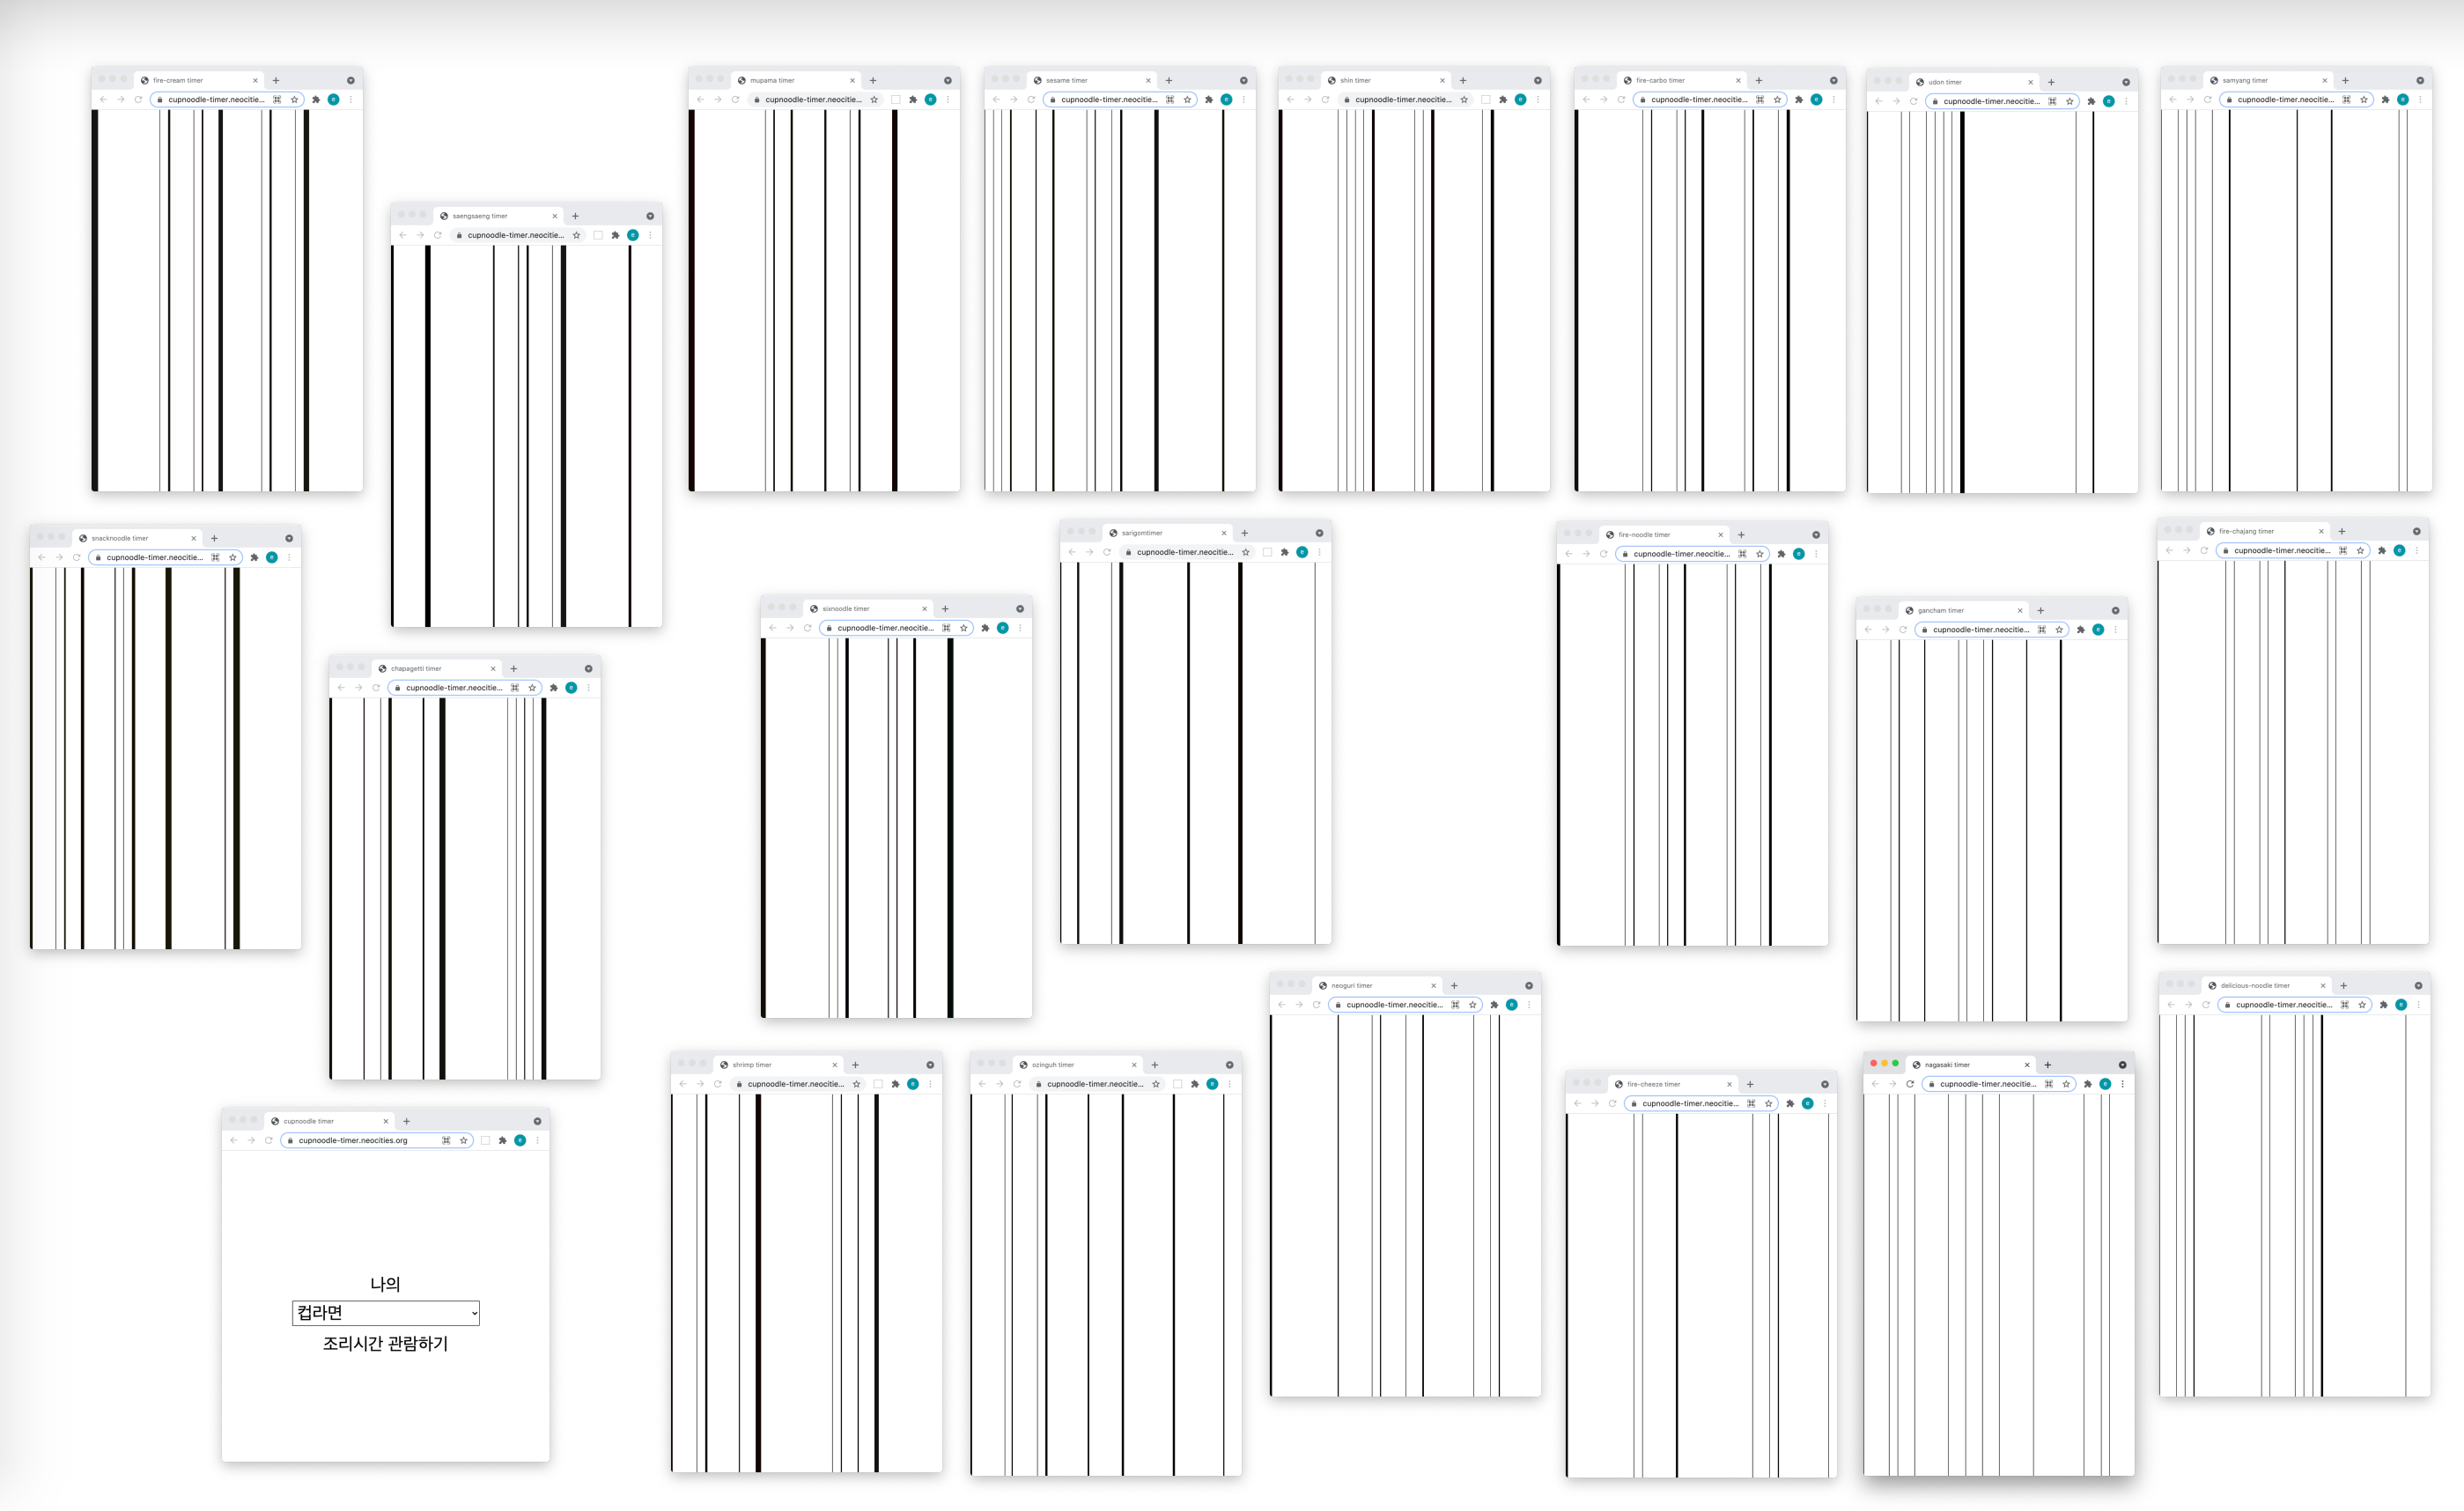 fire-cream timer
cupnoodle-timer.neocitie...
mupama timer
cupnoodle-timer.neocitie...
sesame timer
cupnoodle-timer.neocitie...
shin timer
cupnoodle-timer.neocitie...
fire-carbo timer
cupnoodle-timer.neocitie...
udon timer
cupnoodle-timer.neocitie...
samyang timer
cupnoodle-timer.neocitie...
saengsaeng timer
cupnoodle-timer.neocitie...
snacknoodle timer
cupnoodle-timer.neocitie...
sarigomtimer
cupnoodle-timer.neocitie...
fire-noodle timer
cupnoodle-timer.neocitie...
fire-chajang timer
cupnoodle-timer.neocitie...
sixnoodle timer
cupnoodle-timer.neocitie...
gancham timer
cupnoodle-timer.neocitie...
chapagetti timer
cupnoodle-timer.neocitie...
neoguri timer
cupnoodle-timer.neocitie...
delicious-noodle timer
cupnoodle-timer.neocitie...
shrimp timer
cupnoodle-timer.neocitie...
ozinguh timer
cupnoodle-timer.neocitie...
fire-cheeze timer
cupnoodle-timer.neocitie...
nagasaki timer
cupnoodle-timer.neocitie...
cupnoodle timer
cupnoodle-timer.neocities.org
나의
컵라면
조리시간 관람하기